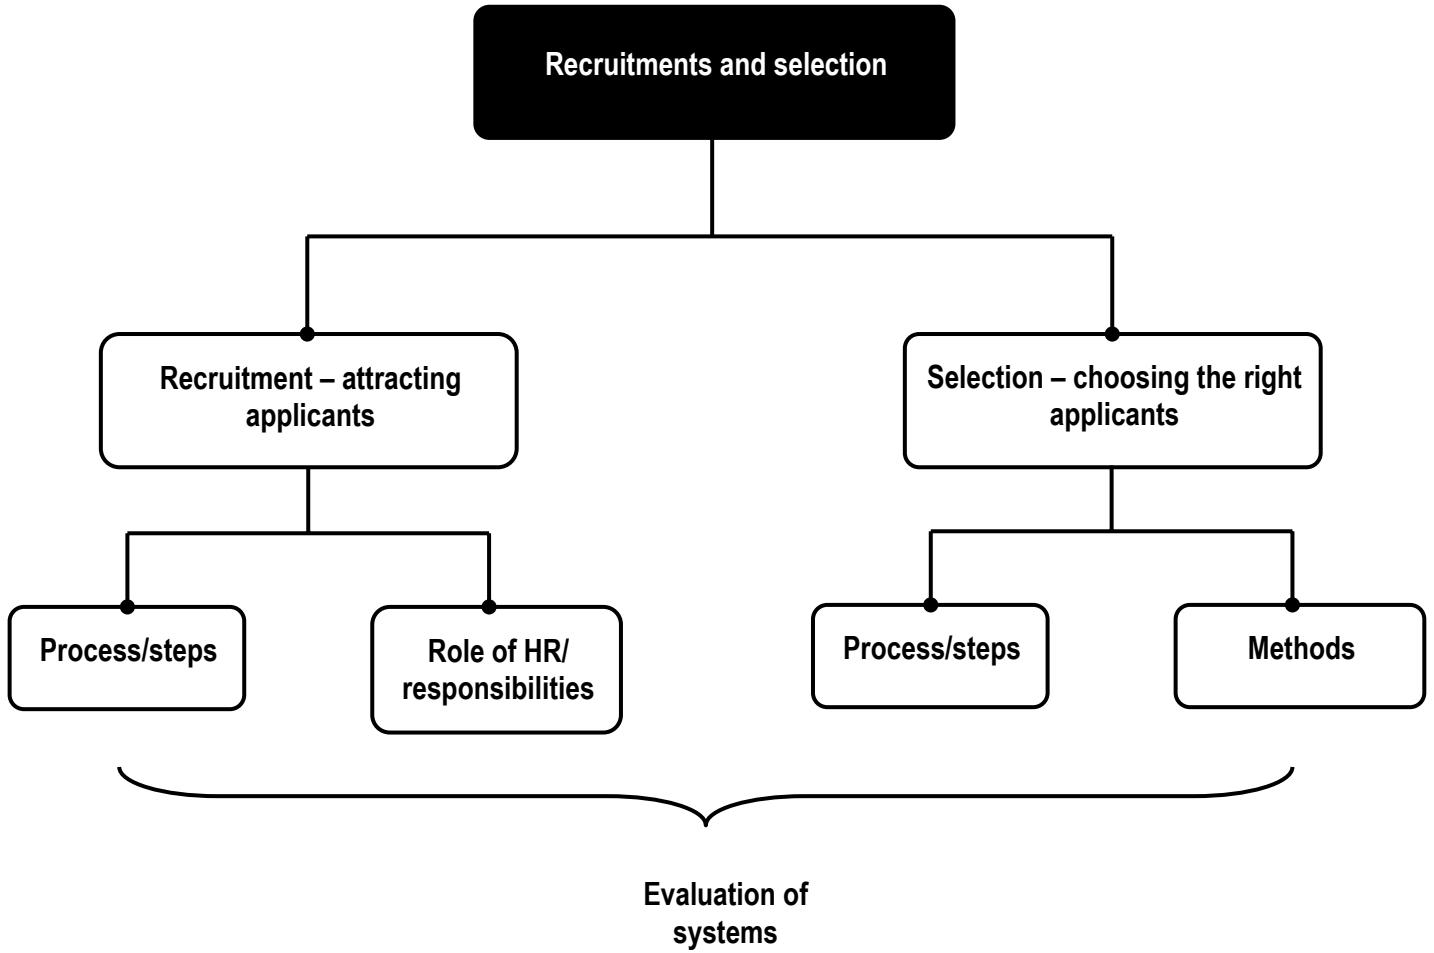 Recruitments and selection
Recruitment – attracting
applicants
Selection – choosing the right
applicants
Process/steps
Role of HR/
responsibilities
Process/steps
Methods
Evaluation of
systems